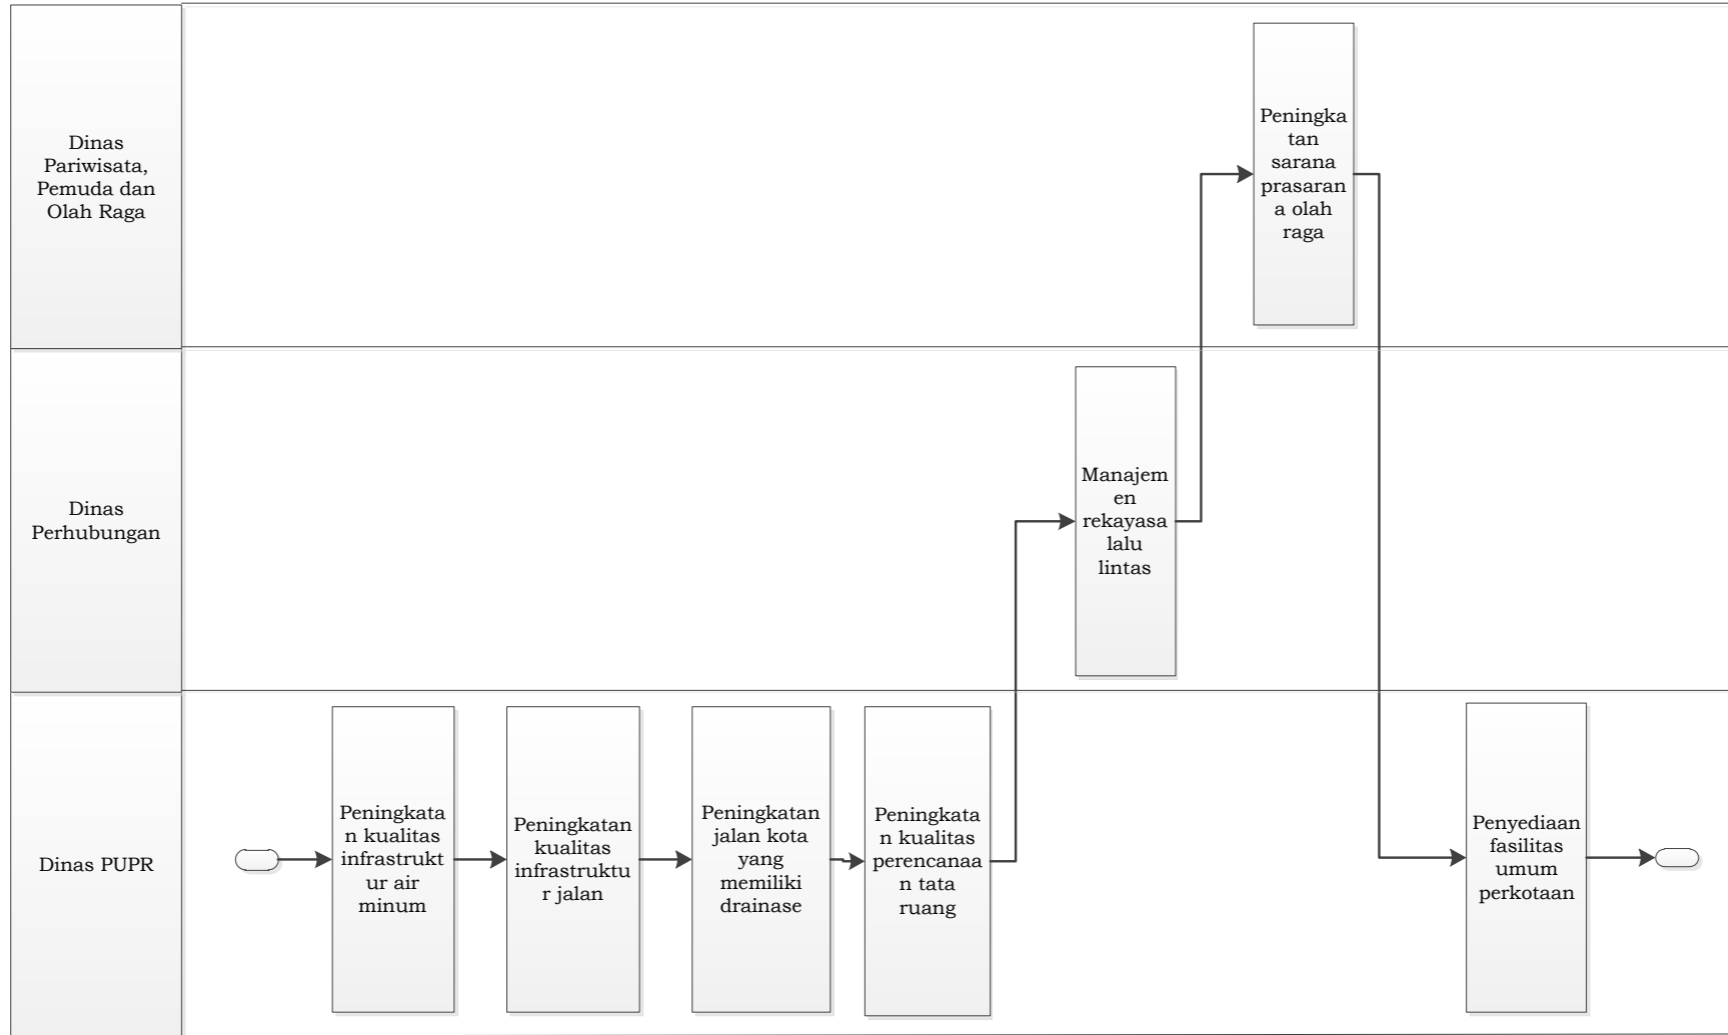 Dinas
Pariwisata,
Pemuda dan
Olah Raga
Peningka
tan
sarana
prasaran
a olah
raga
Dinas
Perhubungan
Manajem
en
rekayasa
lalu
lintas
Dinas PUPR
Peningkata
n kualitas
infrastrukt
ur air
minum
Peningkatan
kualitas
infrastruktu
r jalan
Peningkatan
jalan kota
yang
memiliki
drainase
Peningkata
n kualitas
perencanaa
n tata
ruang
Penyediaan
fasilitas
umum
perkotaan